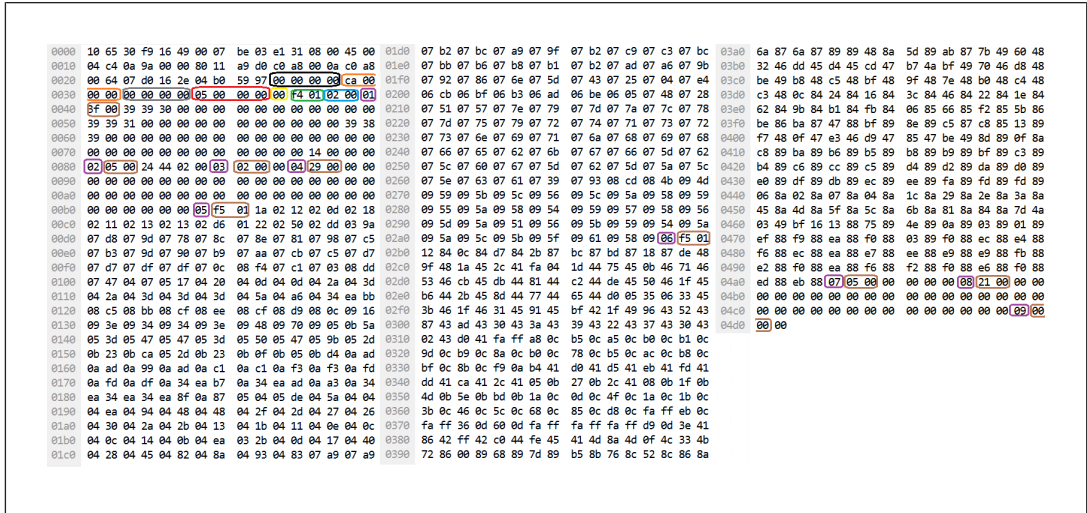 0000 10 65 30 f9 16 49 00 07 be 03 e1 31 08 00 45 00
0010 04 c4 0a 9a 00 00 80 11 a9 d0 c0 a8 00 0a c0 a8
0020 00 64 07 d0 16 2e 04 b0 59 97 00 00 00 00 ca 00
0030 00 00 00 00 00 00 05 00 00 00 00 f4 01 02 00 01
0040 3f 00 39 39 30 00 00 00 00 00 00 00 00 00 00 00
0050 39 39 31 00 00 00 00 00 00 00 00 00 00 00 39 38
0060 39 00 00 00 00 00 00 00 00 00 00 00 00 00 00 00
0070 00 00 00 00 00 00 00 00 00 00 00 00 14 00 00 00
0080 02 05 00 24 44 02 00 03 02 00 00 04 29 00 00 00
0090 00 00 00 00 00 00 00 00 00 00 00 00 00 00 00 00
00a0 00 00 00 00 00 00 00 00 00 00 00 00 00 00 00 00
00b0 00 00 00 00 00 00 05 f5 01 1a 02 12 02 0d 02 18
00c0 02 11 02 13 02 13 02 d6 01 22 02 50 02 dd 03 9a
00d0 07 d8 07 9d 07 78 07 8c 07 8e 07 81 07 98 07 c5
00e0 07 b3 07 9d 07 90 07 b9 07 aa 07 cb 07 c5 07 d7
00f0 07 d7 07 df 07 df 07 0c 08 f4 07 c1 07 03 08 dd
0100 07 47 04 07 05 17 04 20 04 0d 04 0d 04 2a 04 3d
0110 04 2a 04 3d 04 3d 04 3d 04 5a 04 a6 04 34 ea bb
0120 08 c5 08 bb 08 cf 08 ee 08 cf 08 d9 08 0c 09 16
0130 09 3e 09 34 09 34 09 3e 09 48 09 70 09 05 0b 5a
0140 05 3d 05 47 05 47 05 3d 05 50 05 47 05 9b 05 2d
0150 0b 23 0b ca 05 2d 0b 23 0b 0f 0b 05 0b d4 0a ad
0160 0a ad 0a 99 0a ad 0a c1 0a c1 0a f3 0a f3 0a fd
0170 0a fd 0a df 0a 34 ea b7 0a 34 ea ad 0a a3 0a 34
0180 ea 34 ea 34 ea 8f 0a 87 05 04 05 de 04 5a 04 04
0190 04 ea 04 94 04 48 04 48 04 2f 04 2d 04 27 04 26
01a0 04 30 04 2a 04 2b 04 13 04 1b 04 11 04 0e 04 0c
01b0 04 0c 04 14 04 0b 04 ea 03 2b 04 0d 04 17 04 40
01c0 04 28 04 45 04 82 04 8a 04 93 04 83 07 a9 07 a9
01d0 07 b2 07 bc 07 a9 07 9f 07 b2 07 c9 07 c3 07 bc
01e0 07 bb 07 b6 07 b8 07 b1 07 b2 07 ad 07 a6 07 9b
01f0 07 92 07 86 07 6e 07 5d 07 43 07 25 07 04 07 e4
0200 06 cb 06 bf 06 b3 06 ad 06 be 06 05 07 48 07 28
0210 07 51 07 57 07 7e 07 79 07 7d 07 7a 07 7c 07 78
0220 07 7d 07 75 07 79 07 72 07 74 07 71 07 73 07 72
0230 07 73 07 6e 07 69 07 71 07 6a 07 68 07 69 07 68
0240 07 66 07 65 07 62 07 6b 07 67 07 66 07 5d 07 62
0250 07 5c 07 60 07 67 07 5d 07 62 07 5d 07 5a 07 5c
0260 07 5e 07 63 07 61 07 39 07 93 08 cd 08 4b 09 4d
0270 09 59 09 5b 09 5c 09 56 09 5c 09 5a 09 58 09 59
0280 09 55 09 5a 09 58 09 54 09 59 09 57 09 58 09 56
0290 09 5d 09 5a 09 51 09 56 09 5b 09 59 09 54 09 5a
02a0 09 5a 09 5c 09 5b 09 5f 09 61 09 58 09 06 f5 01
02b0 12 84 0c 84 d7 84 2b 87 bc 87 bd 87 18 87 de 48
02c0 9f 48 1a 45 2c 41 fa 04 1d 44 75 45 0b 46 71 46
02d0 53 46 cb 45 db 44 81 44 c2 44 de 45 50 46 1f 45
02e0 b6 44 2b 45 8d 44 77 44 65 44 d0 05 35 06 33 45
02f0 3b 46 1f 46 31 45 91 45 bf 42 1f 49 96 43 52 43
0300 87 43 ad 43 30 43 3a 43 39 43 22 43 37 43 30 43
0310 02 43 d0 41 fa ff a8 0c b5 0c a5 0c b0 0c b1 0c
0320 9d 0c b9 0c 8a 0c b0 0c 78 0c b5 0c ac 0c b8 0c
0330 bf 0c 8b 0c f9 0a b4 41 d0 41 d5 41 eb 41 fd 41
0340 dd 41 ca 41 2c 41 05 0b 27 0b 2c 41 08 0b 1f 0b
0350 4d 0b 5e 0b bd 0b 1a 0c 0d 0c 4f 0c 1a 0c 1b 0c
0360 3b 0c 46 0c 5c 0c 68 0c 85 0c d8 0c fa ff eb 0c
0370 fa ff 36 0d 60 0d fa ff fa ff fa ff d9 0d 3e 41
0380 86 42 ff 42 c0 44 fe 45 41 4d 8a 4d 0f 4c 33 4b
0390 72 86 00 89 68 89 7d 89 b5 8b 76 8c 52 8c 86 8a
03a0 6a 87 6a 87 89 89 48 8a 5d 89 ab 87 7b 49 60 48
03b0 32 46 dd 45 d4 45 cd 47 b4 47 89 49 70 46 d8 48
03c0 be 49 b8 48 c5 48 bf 48 9f 48 7e 48 b0 48 c4 48
03d0 c3 48 0c 84 24 84 16 84 3c 84 46 84 22 84 1e 84
03e0 62 84 9b 84 b1 84 fb 84 06 85 66 85 f2 85 5b 86
03f0 be 86 ba 87 47 88 bf 89 8e 89 c5 87 c8 85 13 89
0400 f7 48 0f 47 e3 46 d9 47 85 47 be 49 8d 89 0f 8a
0410 c8 89 ba 89 b6 89 b5 89 b8 89 b9 89 bf 89 c3 89
0420 b4 89 c6 89 cc 89 c5 89 d4 89 d2 89 da 89 d0 89
0430 e0 89 df 89 db 89 ec 89 ee 89 fa 89 fd 89 fd 89
0440 06 8a 02 8a 07 8a 04 8a 1c 8a 29 8a 2e 8a 3a 8a
0450 45 8a 4d 8a 5f 8a 5c 8a 6b 8a 81 8a 84 8a 7d 4a
0460 03 49 bf 16 13 88 75 89 4e 89 0a 89 03 89 01 89
0470 ef 88 f9 88 ea 88 f0 88 03 89 f0 88 ec 88 e4 88
0480 f6 88 ec 88 ea 88 e7 88 ee 88 e9 88 e9 88 fb 88
0490 e2 88 f0 88 ea 88 f6 88 f2 88 f0 88 e6 88 f0 88
04a0 ed 88 eb 88 07 05 00 00 00 00 00 00 08 21 00 00
04b0 00 00 00 00 00 00 00 00 00 00 00 00 00 00 00 00
04c0 00 00 00 00 00 00 00 00 00 00 00 00 00 00 09 00
04d0 00 00